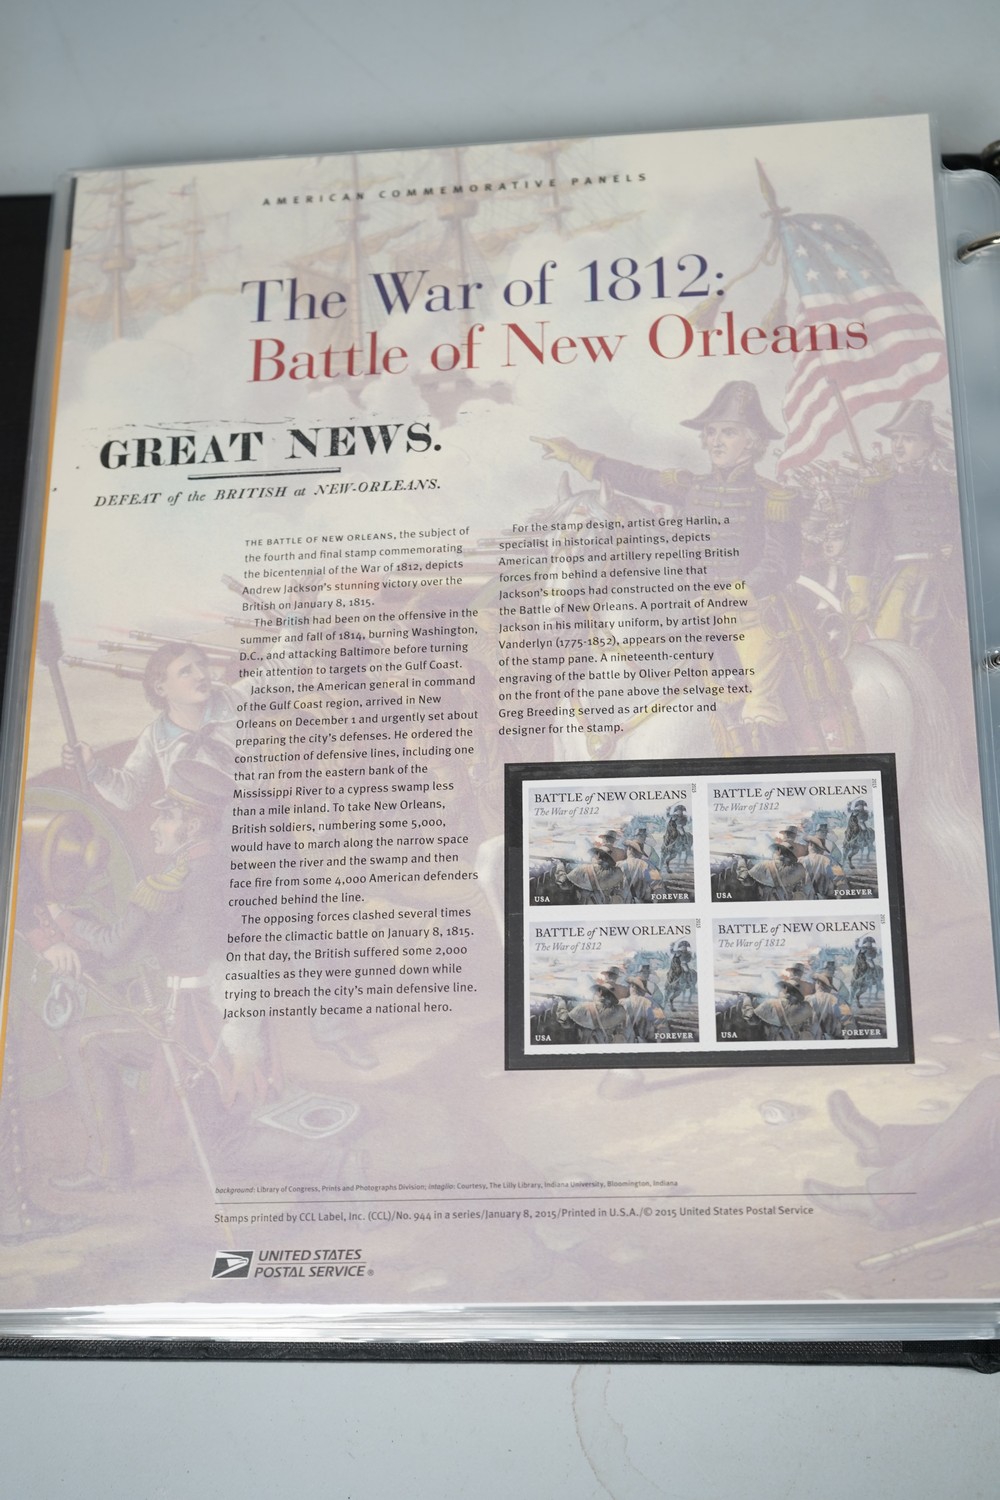 AMERICAN COMMEMORATIVE PANELS
The War of 1812:
Battle of New Orleans
GREAT NEWS.
DEFEAT of the BRITISH at NEW-ORLEANS.
THE BATTLE OF NEW ORLEANS, the subject of
the fourth and final stamp commemorating
the bicentennial of the War of 1812, depicts
Andrew Jackson's stunning victory over the
British on January 8, 1815.
The British had been on the offensive in the
summer and fall of 1814, burning Washington,
D.C., and attacking Baltimore before turning
their attention to targets on the Gulf Coast.
Jackson, the American general in command
of the Gulf Coast region, arrived in New
Orleans on December 1 and urgently set about
preparing the city's defenses. He ordered the
construction of defensive lines, including one
that ran from the eastern bank of the
Mississippi River to a cypress swamp less
than a mile inland. To take New Orleans,
British soldiers, numbering some 5,000,
would have to march along the narrow space
between the river and the swamp and then
face fire from some 4,000 American defenders
crouched behind the line.
The opposing forces clashed several times
before the climactic battle on January 8, 1815.
On that day, the British suffered some 2,000
casualties as they were gunned down while
trying to breach the city's main defensive line.
Jackson instantly became a national hero.
For the stamp design, artist Greg Harlin, a
specialist in historical paintings, depicts
American troops and artillery repelling British
forces from behind a defensive line that
Jackson's troops had constructed on the eve of
the Battle of New Orleans. A portrait of Andrew
Jackson in his military uniform, by artist John
Vanderlyn (1775-1852), appears on the reverse
of the stamp pane. A nineteenth-century
engraving of the battle by Oliver Pelton appears
on the front of the pane above the selvage text.
Greg Breeding served as art director and
designer for the stamp.
BATTLE of NEW ORLEANS
The War of 1812
2015
USA FOREVER
BATTLE of NEW ORLEANS
The War of 1812
2015
USA FOREVER
BATTLE of NEW ORLEANS
The War of 1812
2015
USA FOREVER
BATTLE of NEW ORLEANS
The War of 1812
2015
USA FOREVER
background: Library of Congress, Prints and Photographs Division; intaglio: Courtesy, The Lilly Library, Indiana University, Bloomington, Indiana
Stamps printed by CCL Label, Inc. (CCL)/No. 944 in a series/January 8, 2015/Printed in U.S.A./© 2015 United States Postal Service
UNITED STATES
POSTAL SERVICE®